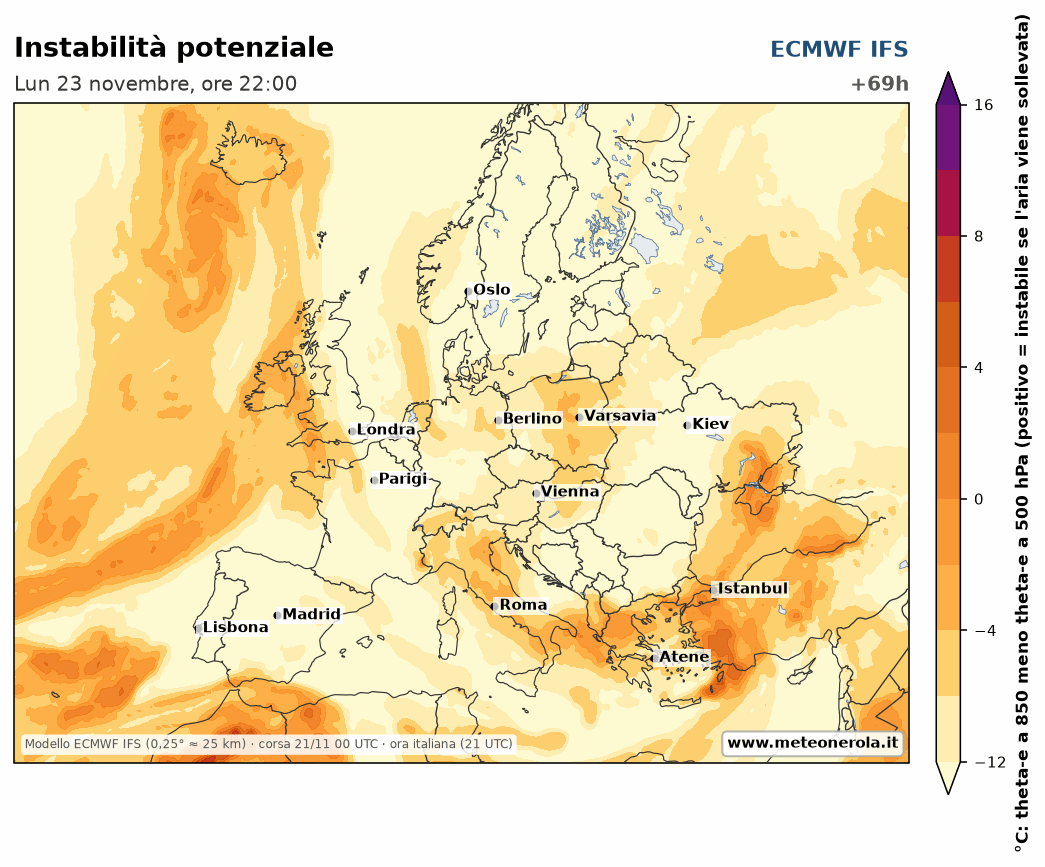 Instabilità potenziale
ECMWF IFS
Lun 23 novembre, ore 22:00
+69h
Oslo
Berlino
Varsavia
Kiev
Londra
Parigi
Vienna
Istanbul
Roma
Madrid
Lisbona
Atene
Modello ECMWF IFS (0,25° ≈ 25 km) · corsa 21/11 00 UTC · ora italiana (21 UTC)
www.meteonerola.it
16
8
4
0
−4
−12
°C: theta-e a 850 meno theta-e a 500 hPa (positivo = instabile se l'aria viene sollevata)